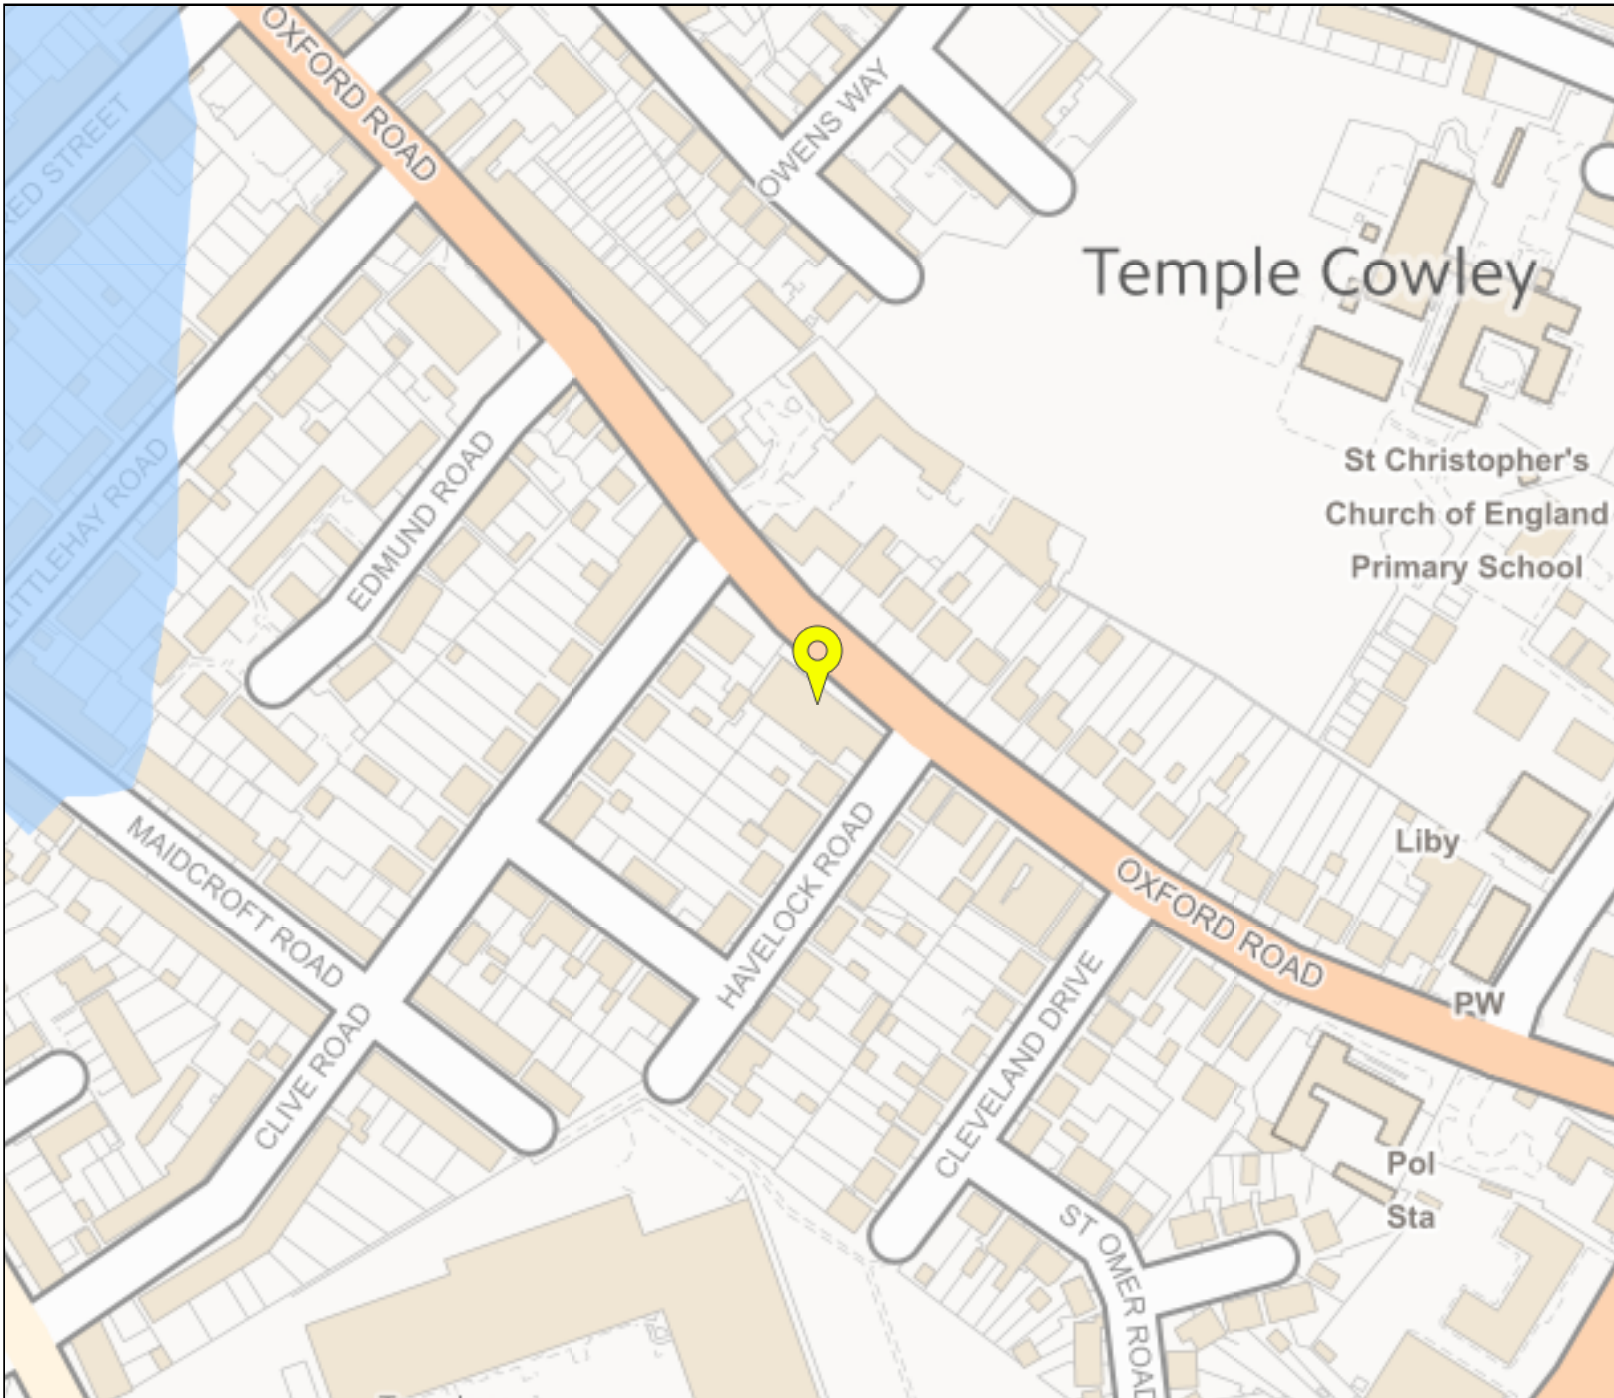 OXFORD ROAD
OWENS WAY
RED STREET
Temple Cowley
LITTLEHAY ROAD
EDMUND ROAD
St Christopher's
Church of England
Primary School
MAIDCROFT ROAD
HAVELOCK ROAD
Liby
OXFORD ROAD
CLIVE ROAD
CLEVELAND DRIVE
PW
Pol
Sta
ST OMER ROAD